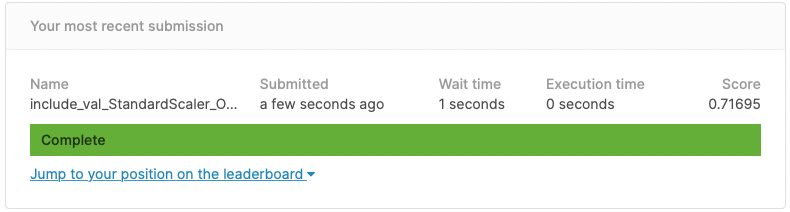 Your most recent submission
Name Submitted Wait time Execution time Score
include_val_StandardScaler_O... a few seconds ago 1 seconds 0 seconds 0.71695
Complete
Jump to your position on the leaderboard